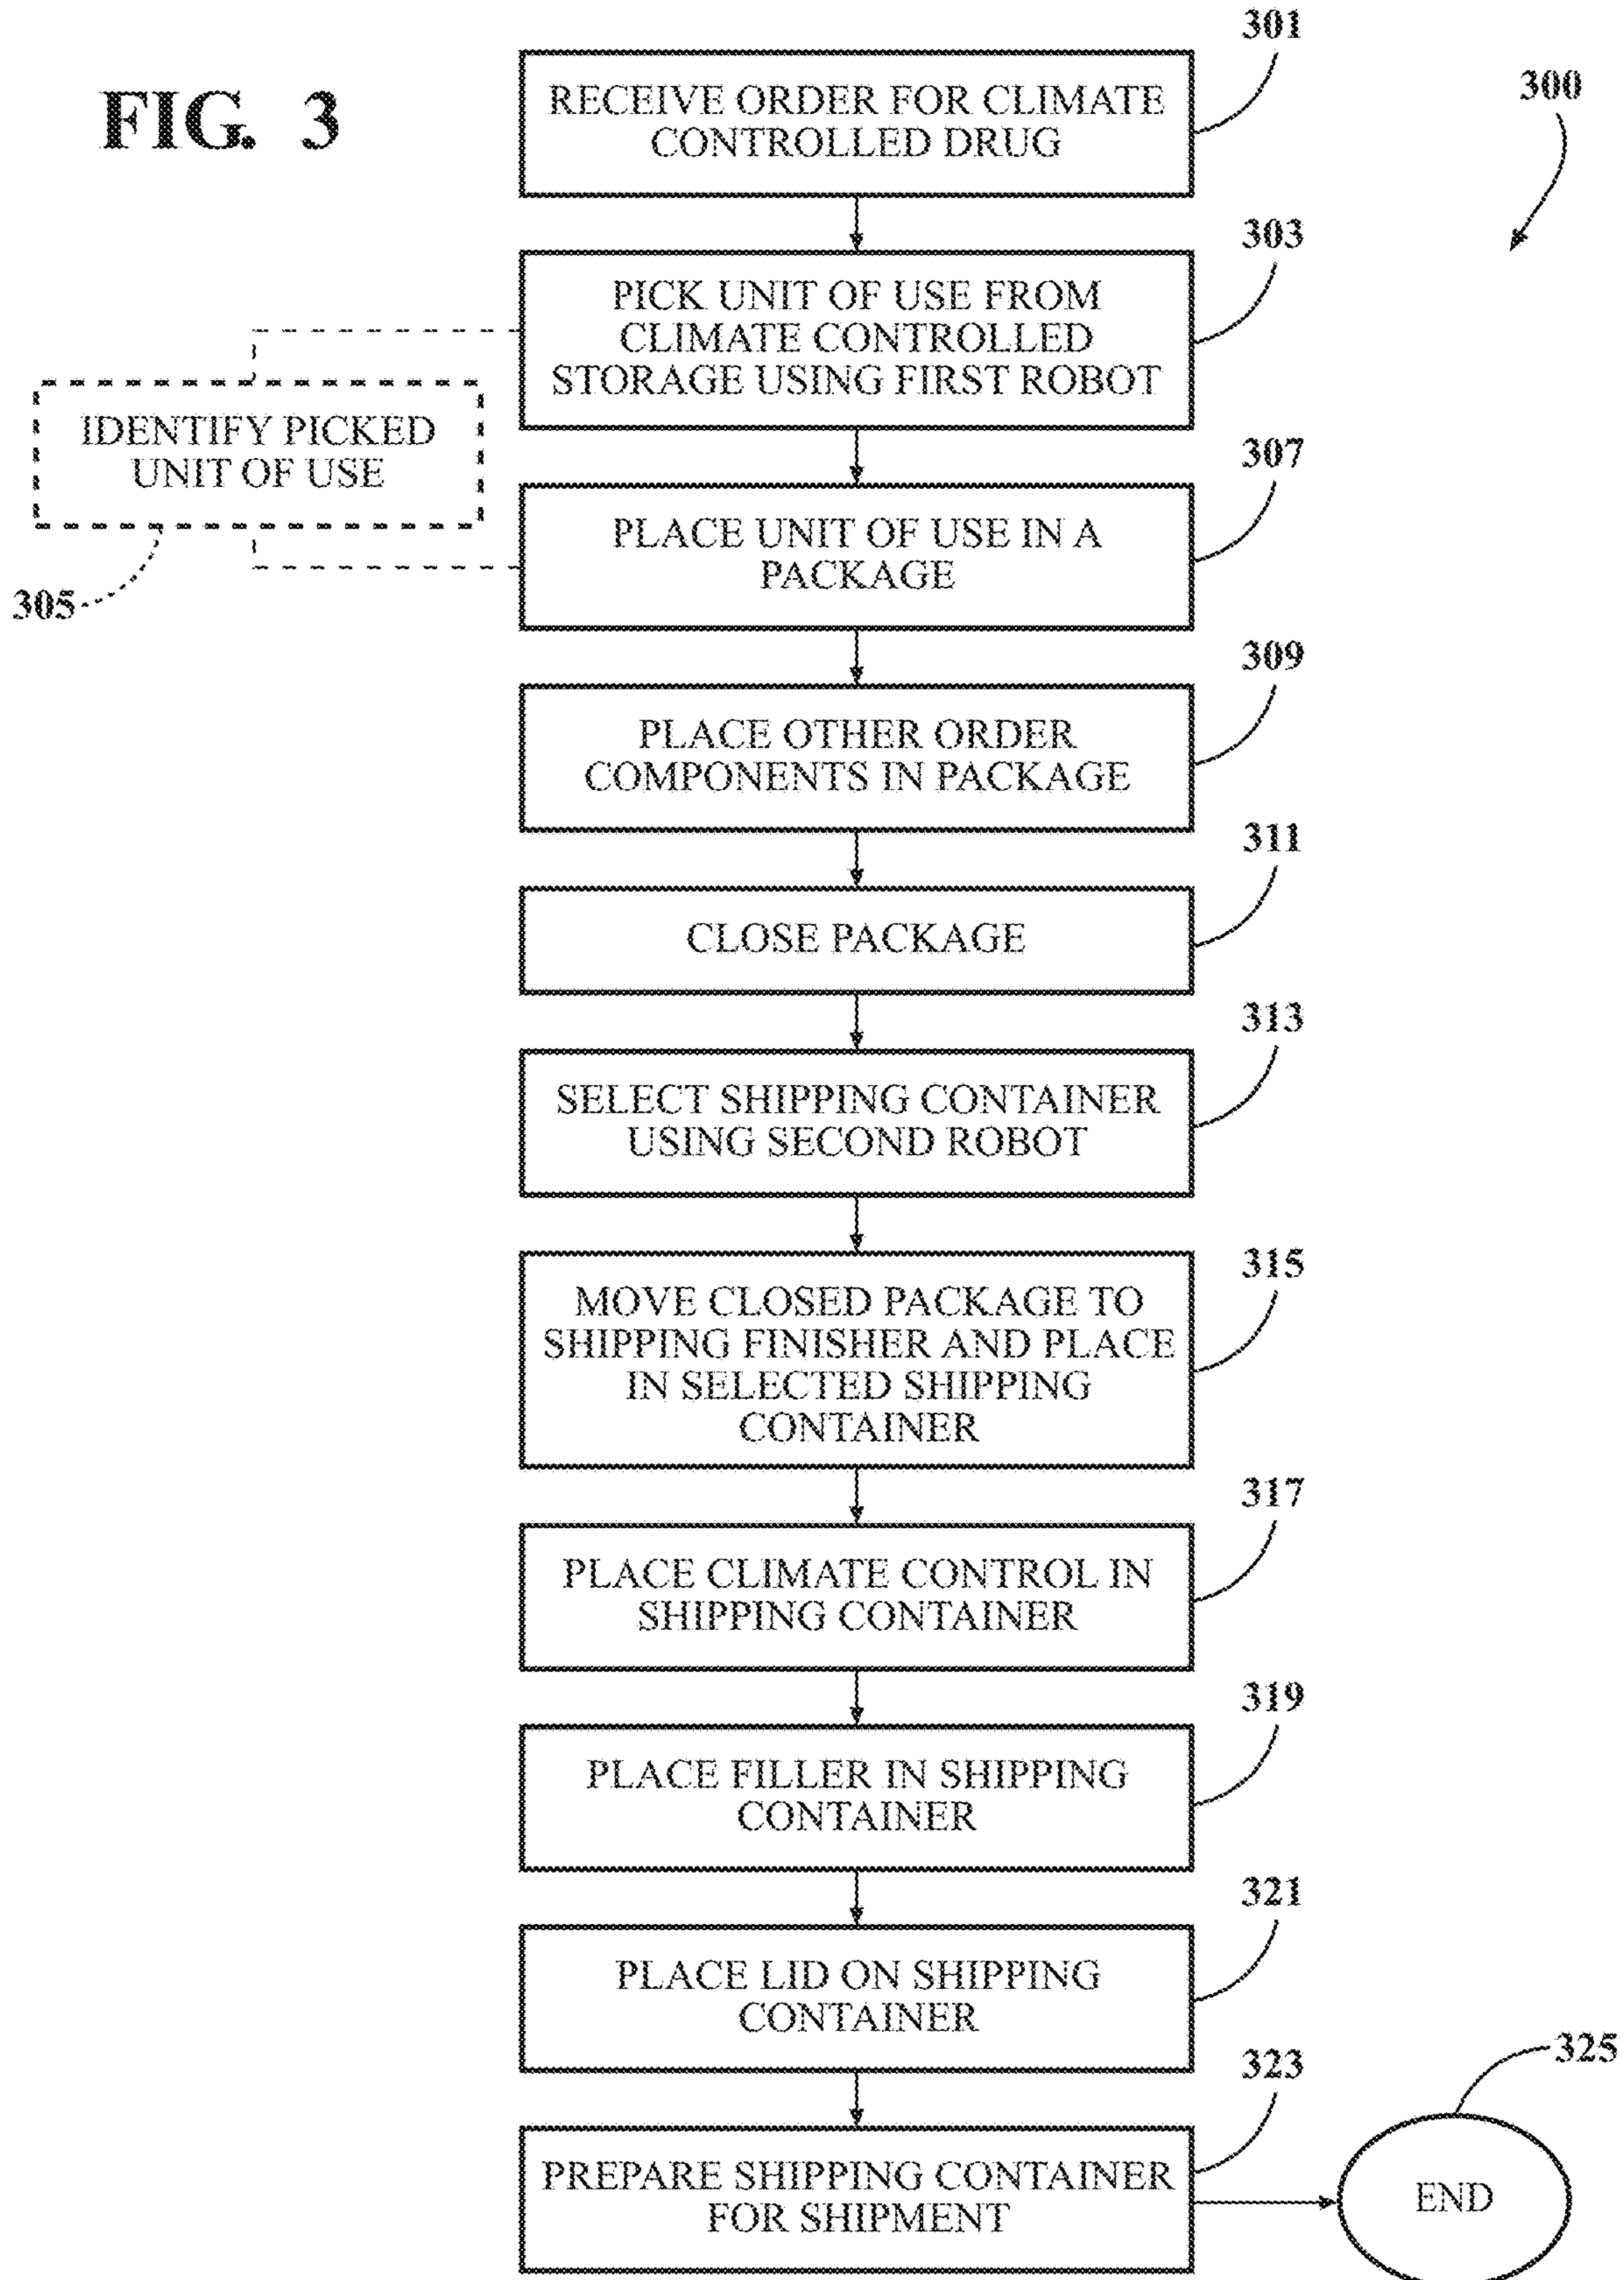 FIG. 3
300
301
RECEIVE ORDER FOR CLIMATE
CONTROLLED DRUG
303
PICK UNIT OF USE FROM
CLIMATE CONTROLLED
STORAGE USING FIRST ROBOT
IDENTIFY PICKED
UNIT OF USE
305
307
PLACE UNIT OF USE IN A
PACKAGE
309
PLACE OTHER ORDER
COMPONENTS IN PACKAGE
311
CLOSE PACKAGE
313
SELECT SHIPPING CONTAINER
USING SECOND ROBOT
315
MOVE CLOSED PACKAGE TO
SHIPPING FINISHER AND PLACE
IN SELECTED SHIPPING
CONTAINER
317
PLACE CLIMATE CONTROL IN
SHIPPING CONTAINER
319
PLACE FILLER IN SHIPPING
CONTAINER
321
PLACE LID ON SHIPPING
CONTAINER
323
PREPARE SHIPPING CONTAINER
FOR SHIPMENT
325
END